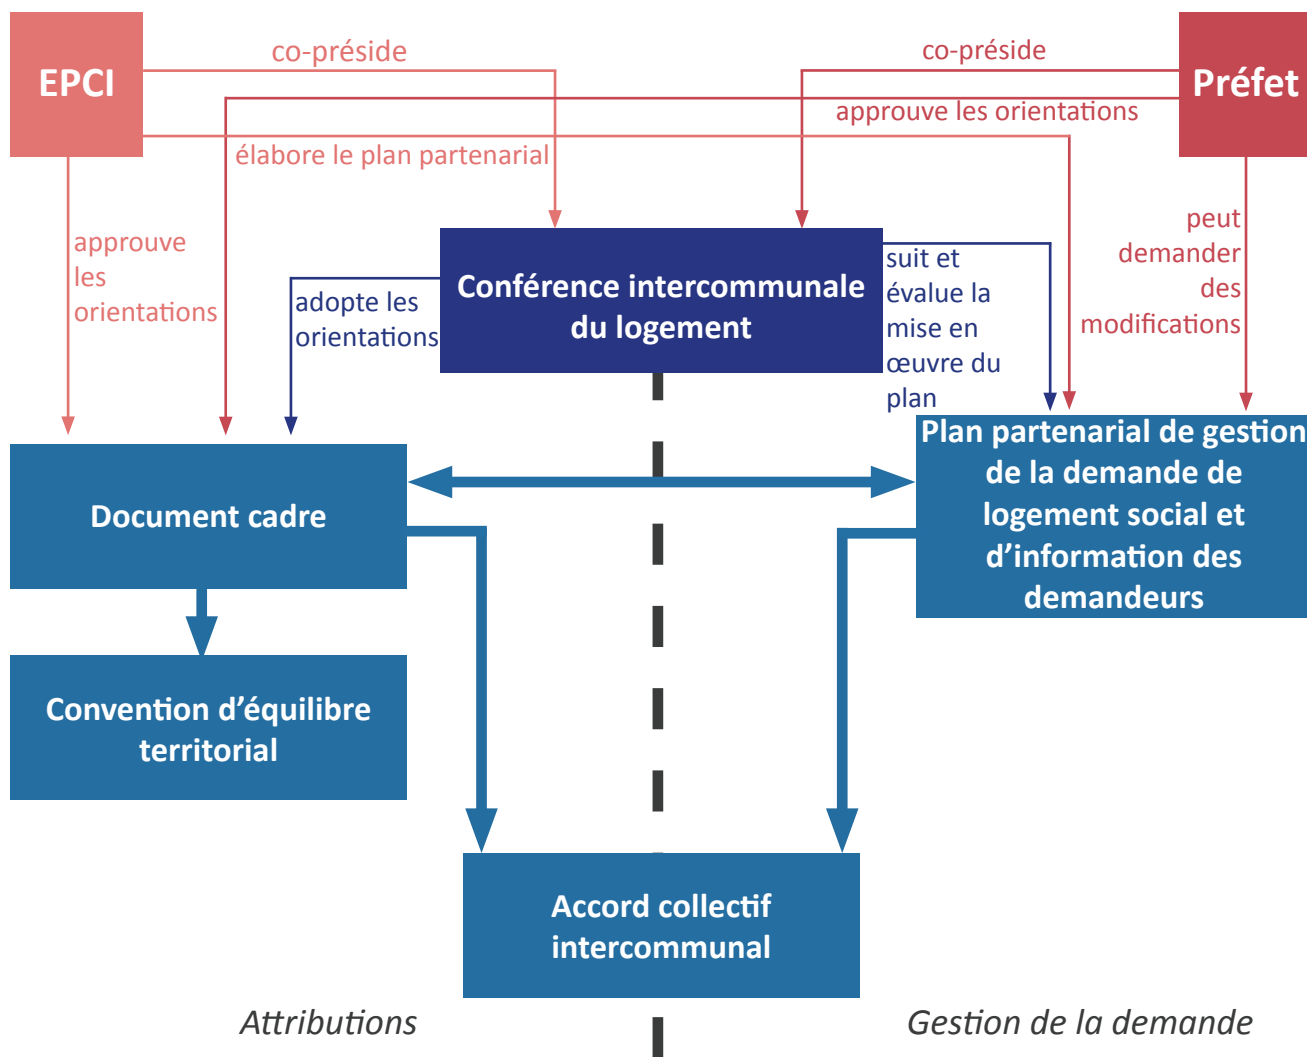 EPCI
co-préside
co-préside
Préfet
approuve les orientations
élabore le plan partenarial
approuve
les
orientations
adopte les
orientations
Conférence intercommunale
du logement
suit et
évalue la
mise en
œuvre du
plan
peut
demander
des
modifications
Document cadre
Plan partenarial de gestion
de la demande de
logement social et
d’information des
demandeurs
Convention d’équilibre
territorial
Accord collectif
intercommunal
Attributions
Gestion de la demande